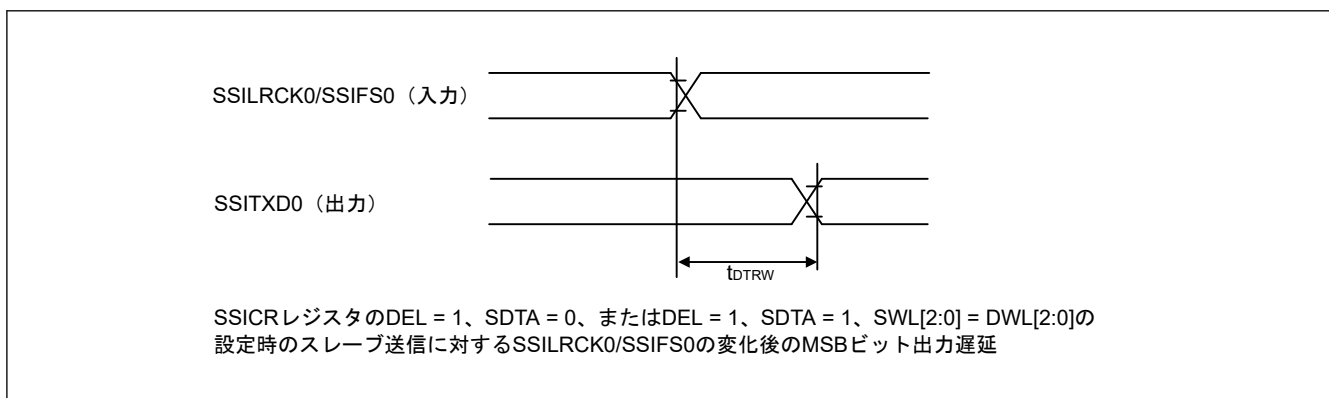 SSILRCK0/SSIFS0（入力）
SSITXD0（出力）
tDTRW
SSICRレジスタのDEL = 1、SDTA = 0、またはDEL = 1、SDTA = 1、SWL[2:0] = DWL[2:0]の
設定時のスレーブ送信に対するSSILRCK0/SSIFS0の変化後のMSBビット出力遅延